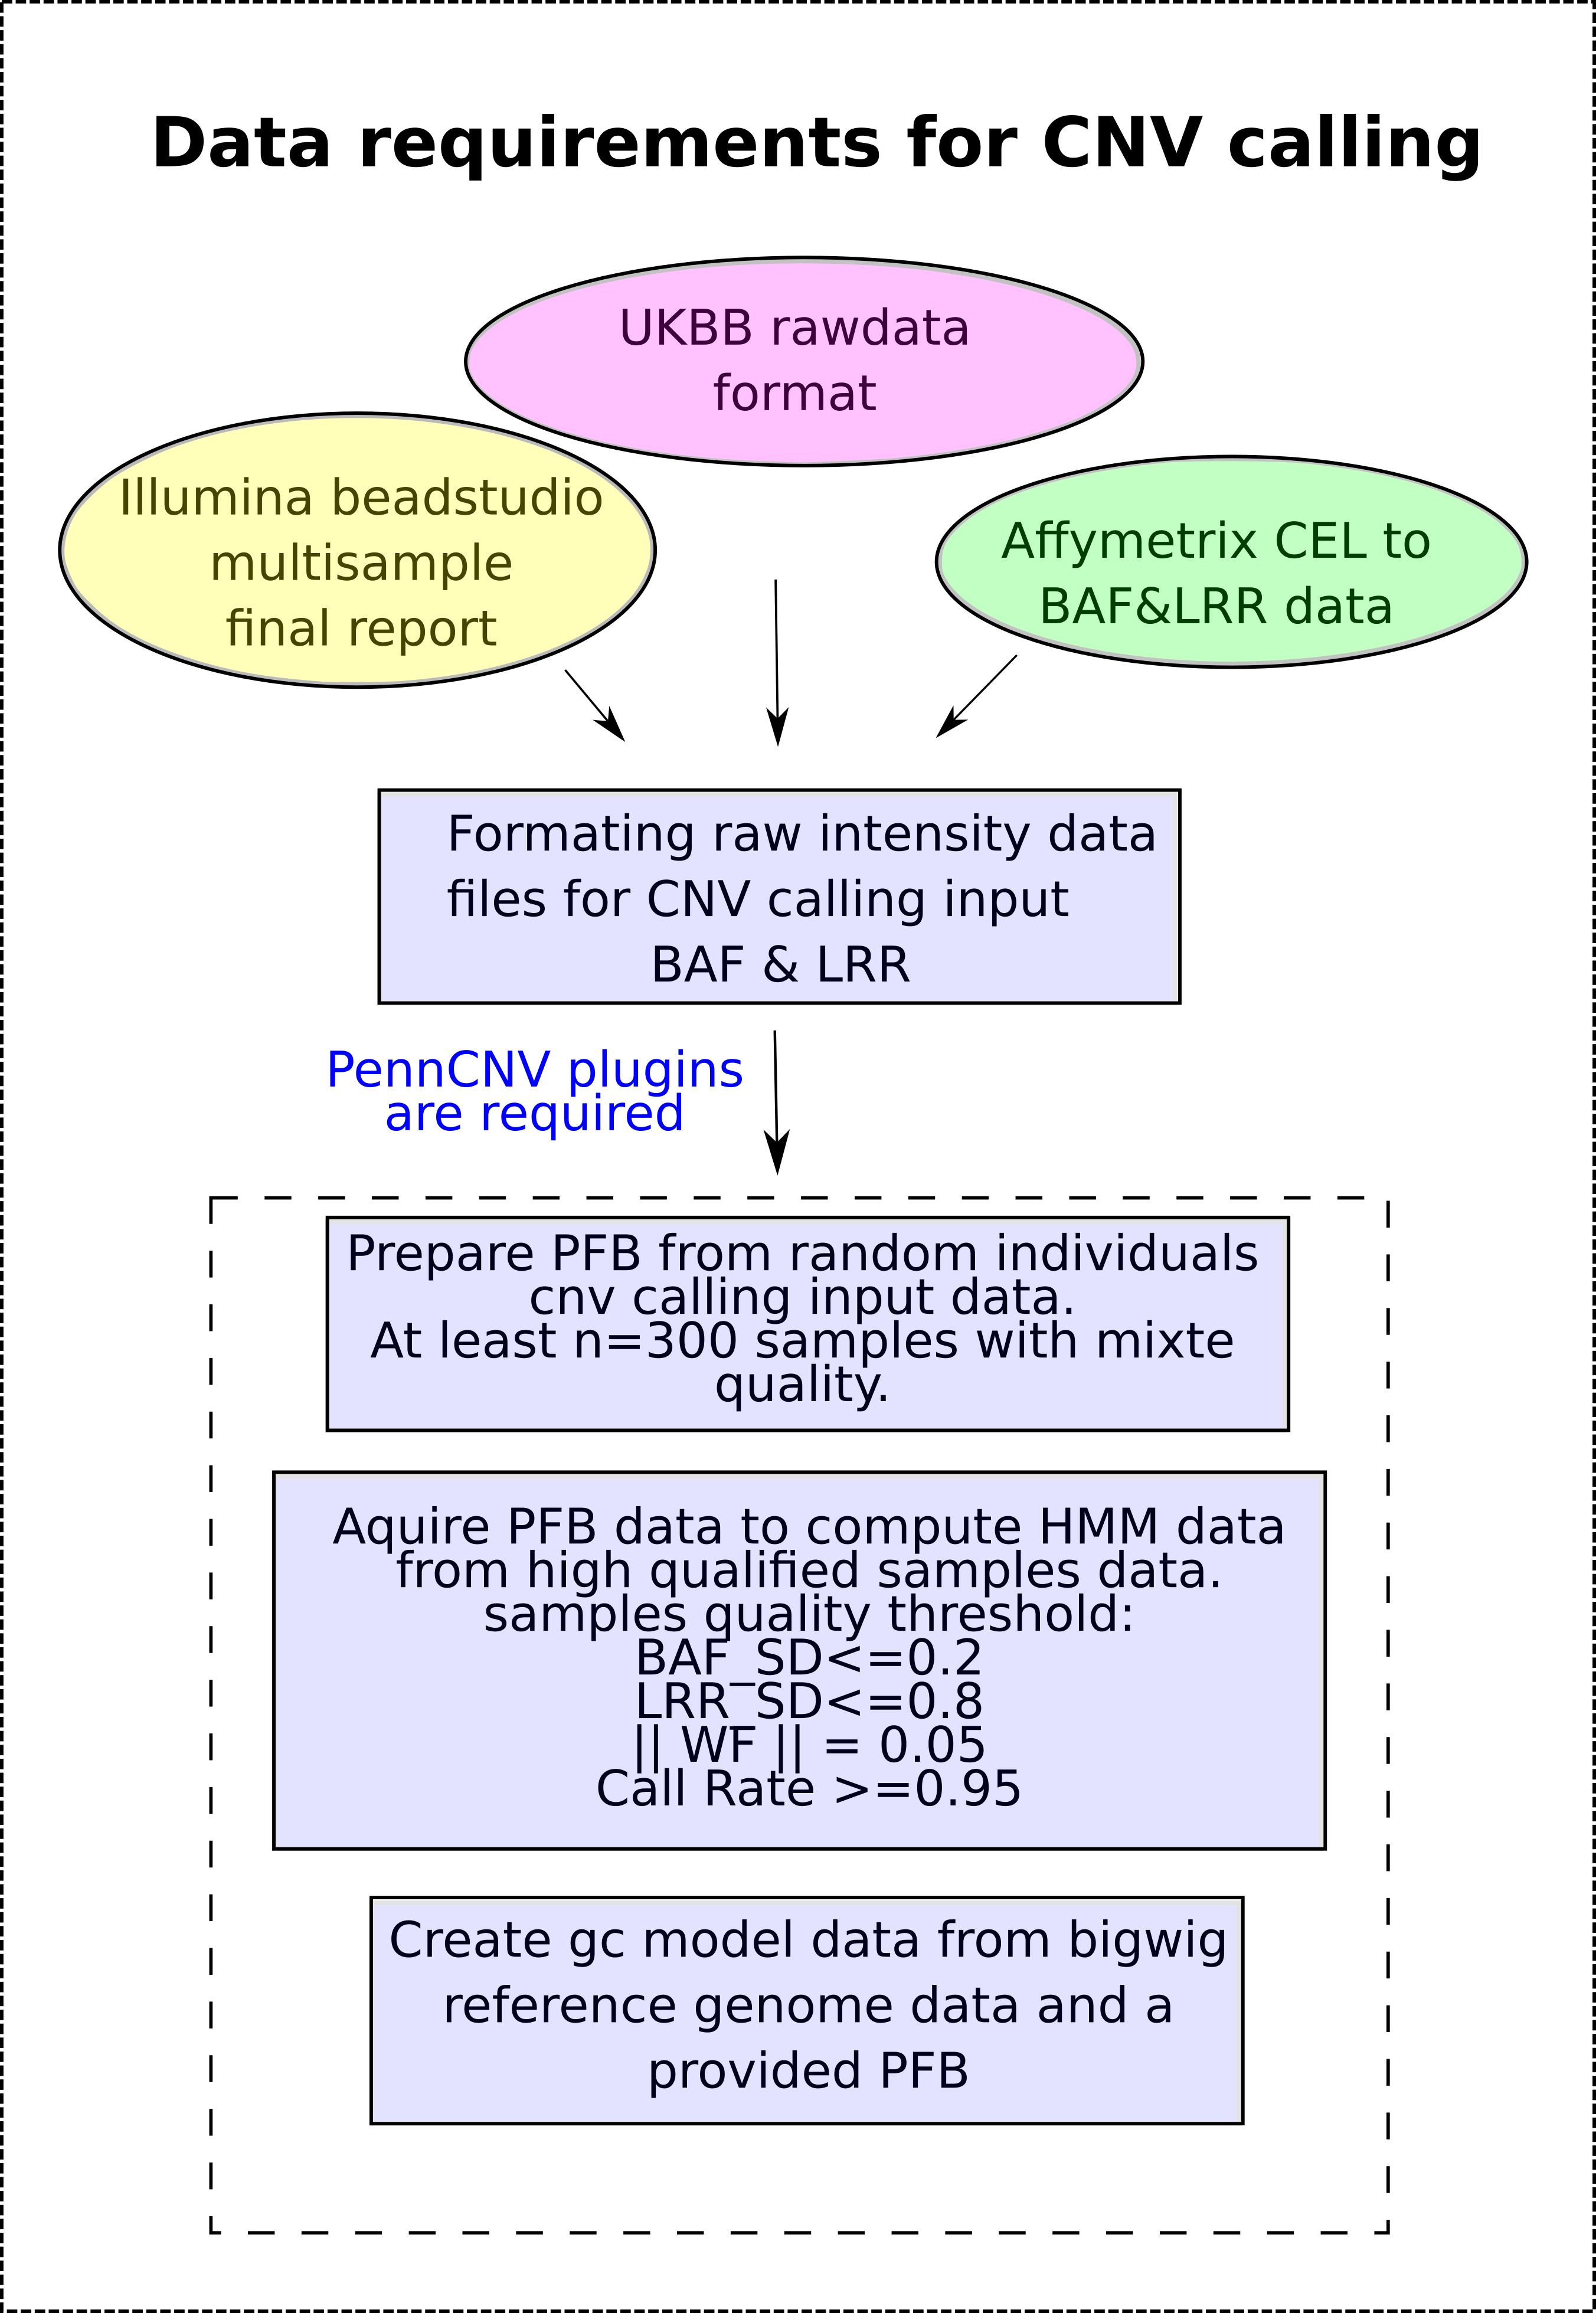 Data requirements for CNV calling
UKBB rawdata
format
Illumina beadstudio
multisample
final report
Affymetrix CEL to
BAF&LRR data
Formating raw intensity data
files for CNV calling input
BAF & LRR
PennCNV plugins
are required
Prepare PFB from random individuals
cnv calling input data.
At least n=300 samples with mixte
quality.
Aquire PFB data to compute HMM data
from high qualified samples data.
samples quality threshold:
BAF_SD<=0.2
LRR_SD<=0.8
|| WF || = 0.05
Call Rate >=0.95
Create gc model data from bigwig
reference genome data and a
provided PFB